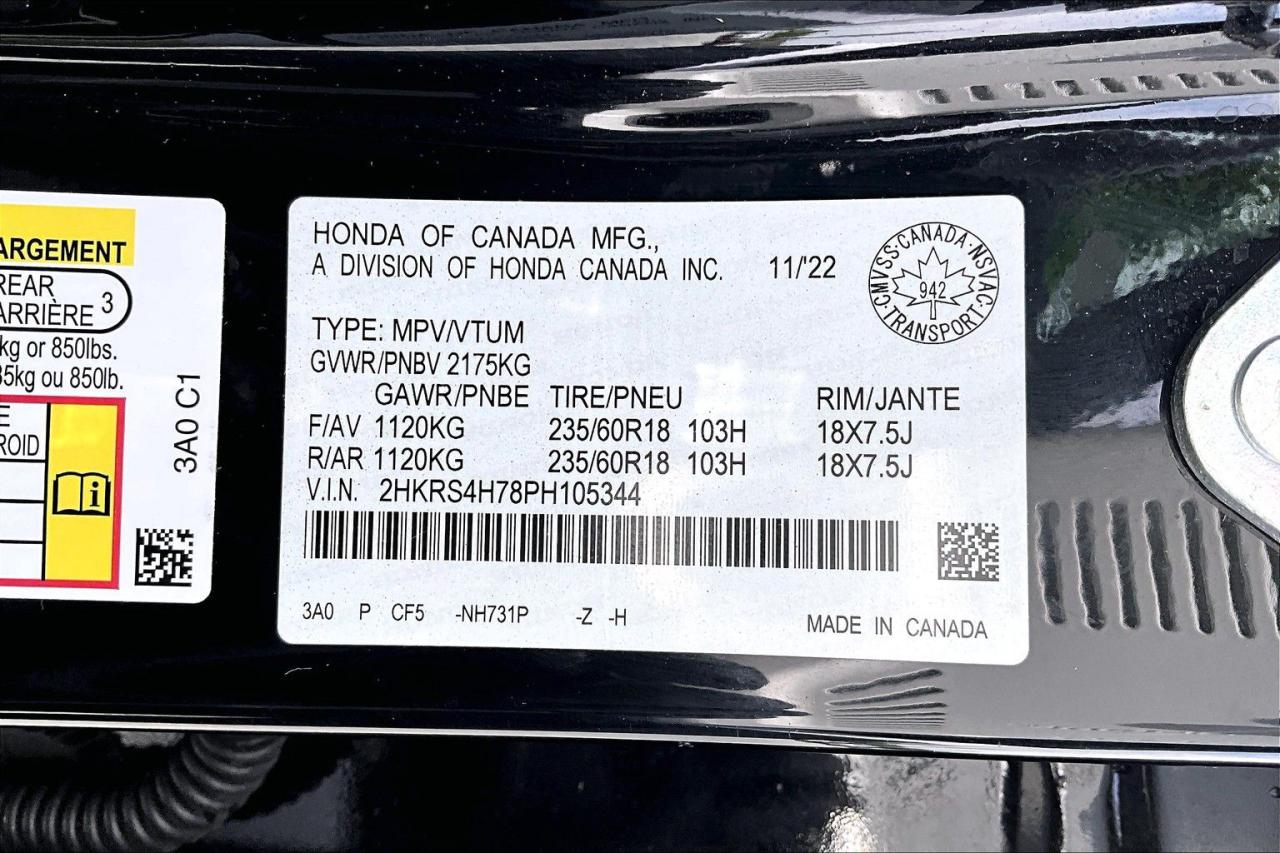 ARGEMENT
REAR
ARRIÈRE 3
kg or 850lbs.
35kg ou 850lb.
E
ROID
3A0 C1
HONDA OF CANADA MFG.,
A DIVISION OF HONDA CANADA INC. 11/'22
CMVSS·CANADA·NSVAC·TRANSPORT·
942
TYPE: MPV/VTUM
GVWR/PNBV 2175KG
GAWR/PNBE TIRE/PNEU RIM/JANTE
F/AV 1120KG 235/60R18 103H 18X7.5J
R/AR 1120KG 235/60R18 103H 18X7.5J
V.I.N. 2HKRS4H78PH105344
3A0 P CF5 -NH731P -Z -H
MADE IN CANADA